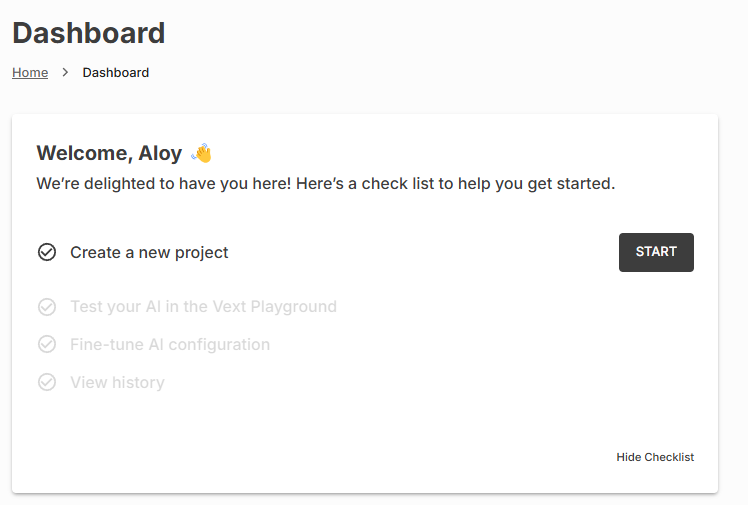 Dashboard
Home > Dashboard
Welcome, Aloy 👋
We’re delighted to have you here! Here’s a check list to help you get started.
Create a new project
START
Test your AI in the Vext Playground
Fine-tune AI configuration
View history
Hide Checklist